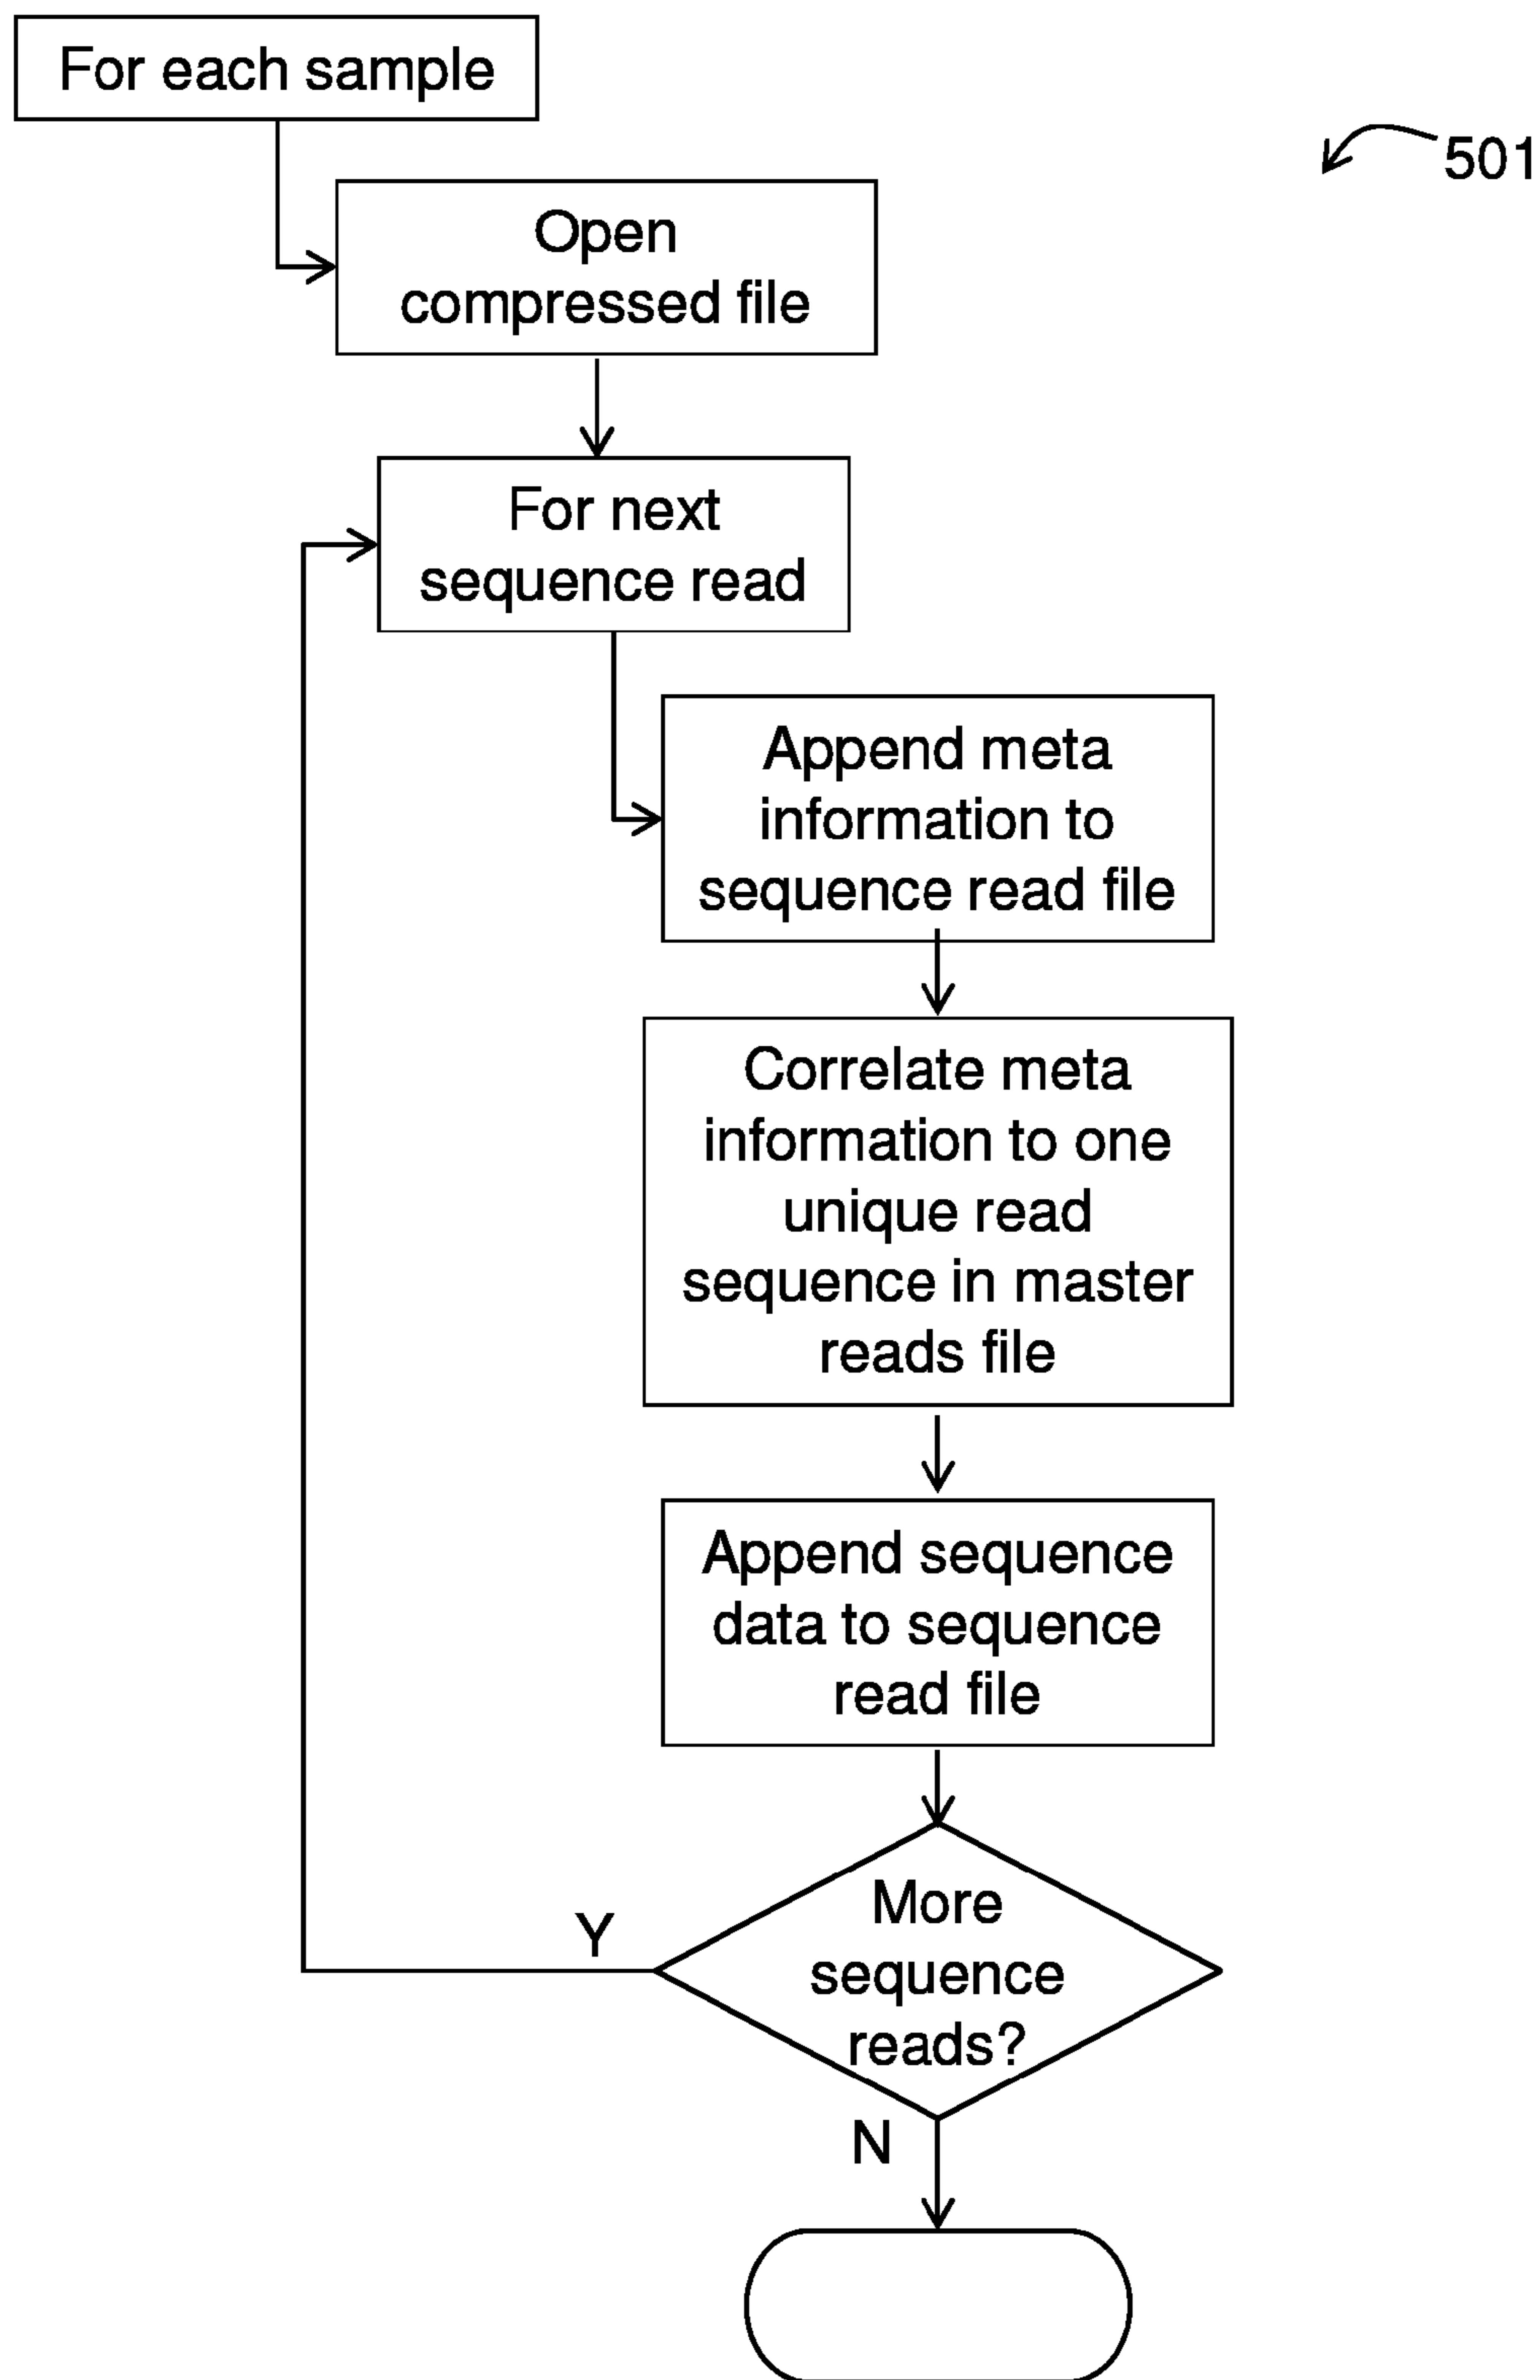 For each sample
501
Open
compressed file
For next
sequence read
Append meta
information to
sequence read file
Correlate meta
information to one
unique read
sequence in master
reads file
Append sequence
data to sequence
read file
More
sequence
reads?
Y
N